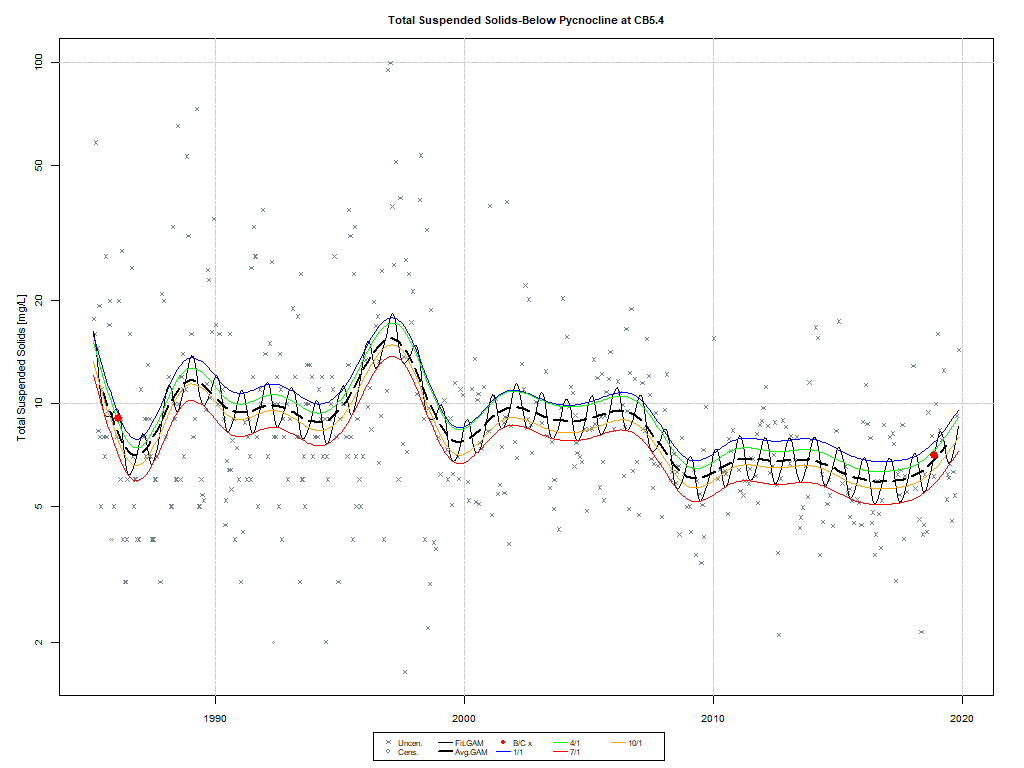 Total Suspended Solids-Below Pycnocline at CB5.4
Total Suspended Solids [mg/L]
100
50
20
10
5
2
1990 2000 2010 2020
Uncen. Fit.GAM B/C x 4/1 10/1
Cens. Avg.GAM 1/1 7/1